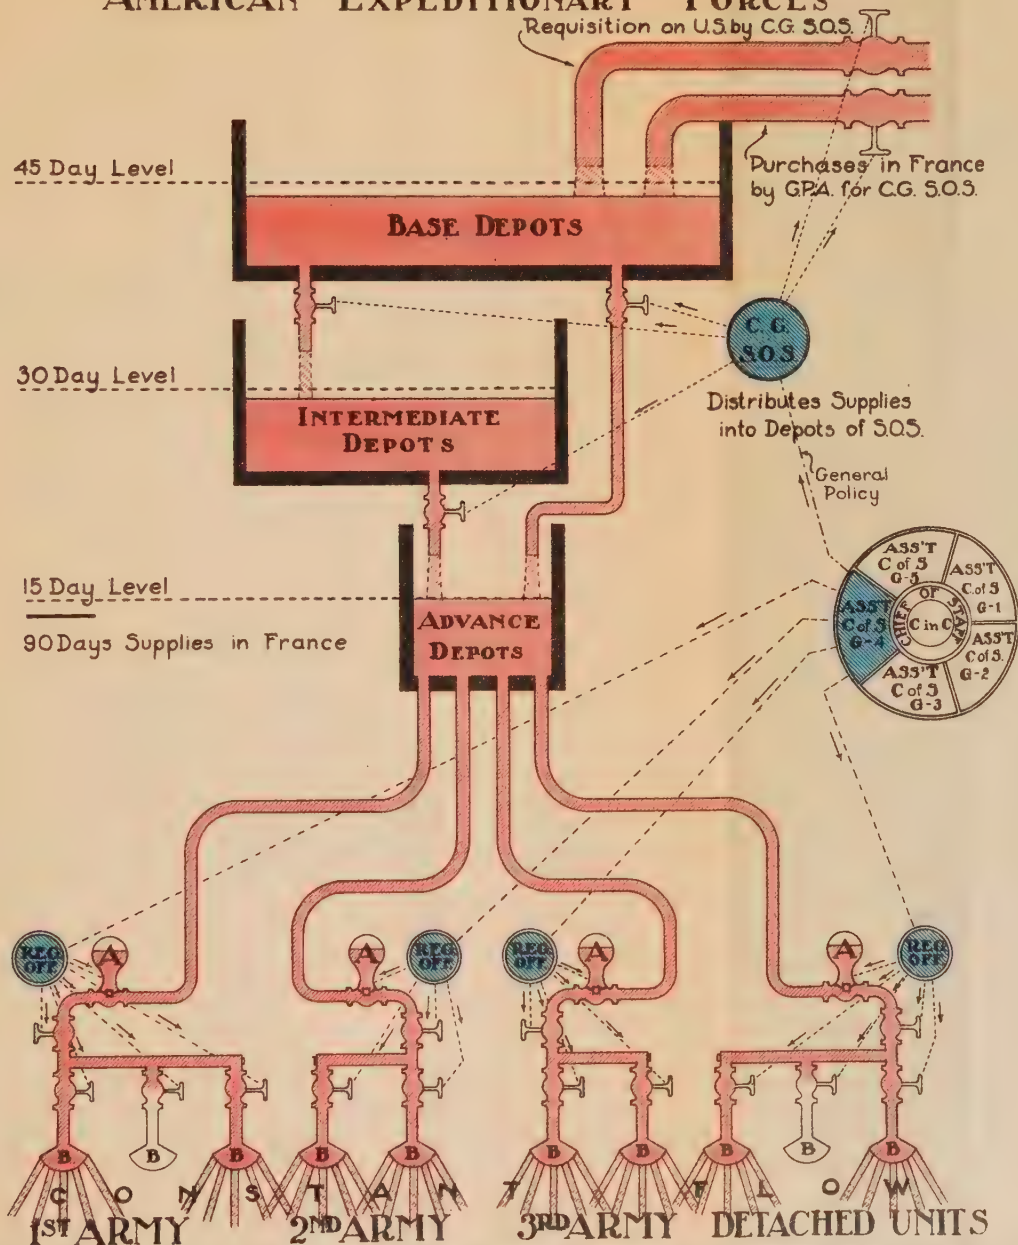 AMERICAN EXPEDITIONARY FORCES
Requisition on U.S. by C.G. S.O.S.
45 Day Level
Purchases in France
by G.P.A. for C.G. S.O.S.
BASE DEPOTS
C. G.
S.O.S.
30 Day Level
INTERMEDIATE
DEPOTS
Distributes Supplies
into Depots of S.O.S.
General
Policy
15 Day Level
90 Days Supplies in France
ADVANCE
DEPOTS
ASS'T
C of S
G-5
ASS'T
C of S
G-1
ASS'T
C of S
G-4
CHIEF OF STAFF
C in C
ASS'T
C of S.
G-2
ASS'T
C of S
G-3
REG.
OFF.
A
A
REG.
OFF.
REG.
OFF.
A
A
REG.
OFF.
B
B
B
B
B
B
B
B
B
B
CONSTANT FLOW
1ST ARMY
2ND ARMY
3RD ARMY
DETACHED UNITS